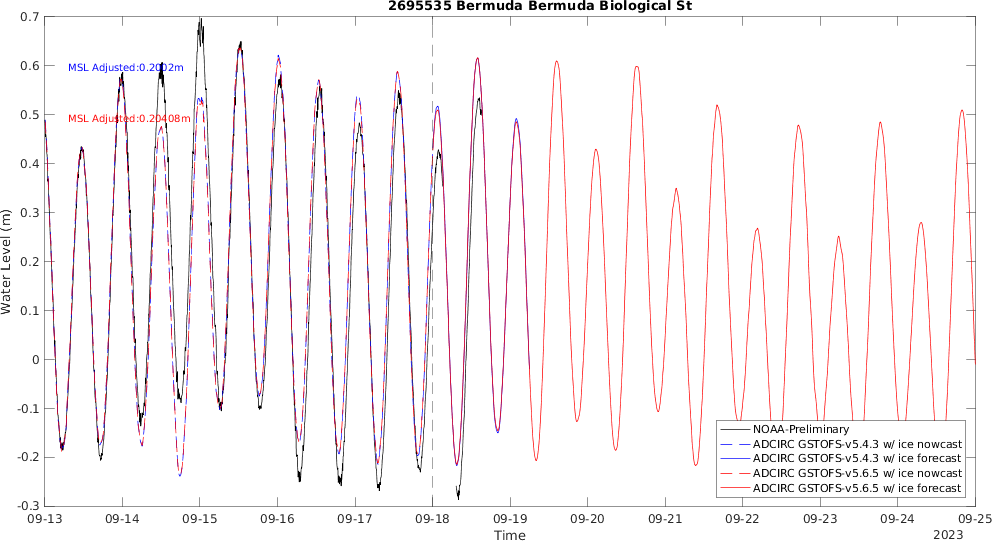 2695535 Bermuda Bermuda Biological St
0.7
0.6
0.5
0.4
0.3
0.2
0.1
0
-0.1
-0.2
-0.3
Water Level (m)
MSL Adjusted:0.2002m
MSL Adjusted:0.20408m
NOAA-Preliminary
ADCIRC GSTOFS-v5.4.3 w/ ice nowcast
ADCIRC GSTOFS-v5.4.3 w/ ice forecast
ADCIRC GSTOFS-v5.6.5 w/ ice nowcast
ADCIRC GSTOFS-v5.6.5 w/ ice forecast
09-13 09-14 09-15 09-16 09-17 09-18 09-19 09-20 09-21 09-22 09-23 09-24 09-25
Time
2023